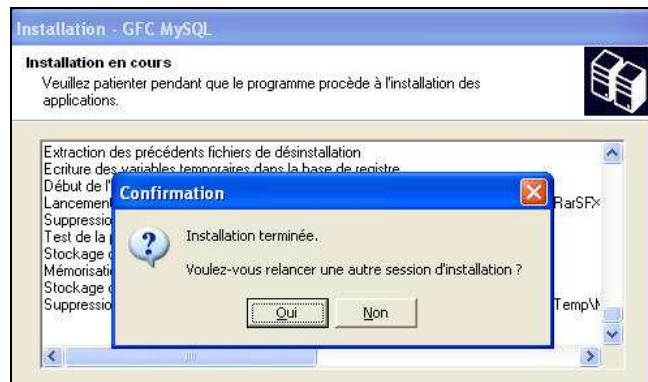 Installation - GFC MySQL
Installation en cours
Veuillez patienter pendant que le programme procède à l'installation des
applications.
Extraction des précédents fichiers de désinstallation
Ecriture des variables temporaires dans la base de registre
Début de l'
Confirmation
Lancement
RarSFX
Suppressio
Installation terminée.
Test de la
Stockage
Voulez-vous relancer une autre session d'installation ?
Mémorisati
Stockage
Suppressio
Temp\
Oui
Non